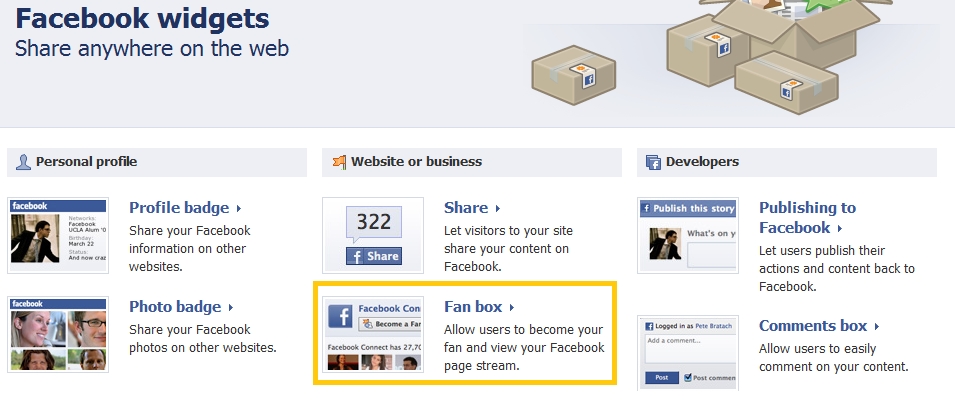 Facebook widgets
Share anywhere on the web
Personal profile
facebook
Networks:
Facebook
UCLA Alum '0
Birthday:
March 22
Status:
And now craz
Profile badge
Share your Facebook
information on other
websites.
facebook
Photo badge
Share your Facebook
photos on other websites.
Website or business
322
f Share
Share
Let visitors to your site
share your content on
Facebook.
f
Facebook Con
Become a Fan
Facebook Connect has 27,70
Fan box
Allow users to become your
fan and view your Facebook
page stream.
Developers
f Publish this story
What's on y
Publishing to
Facebook
Let users publish their
actions and content back to
Facebook.
f Logged in as Pete Bratach
Add a comment...
Post
Post commen
Comments box
Allow users to easily
comment on your content.